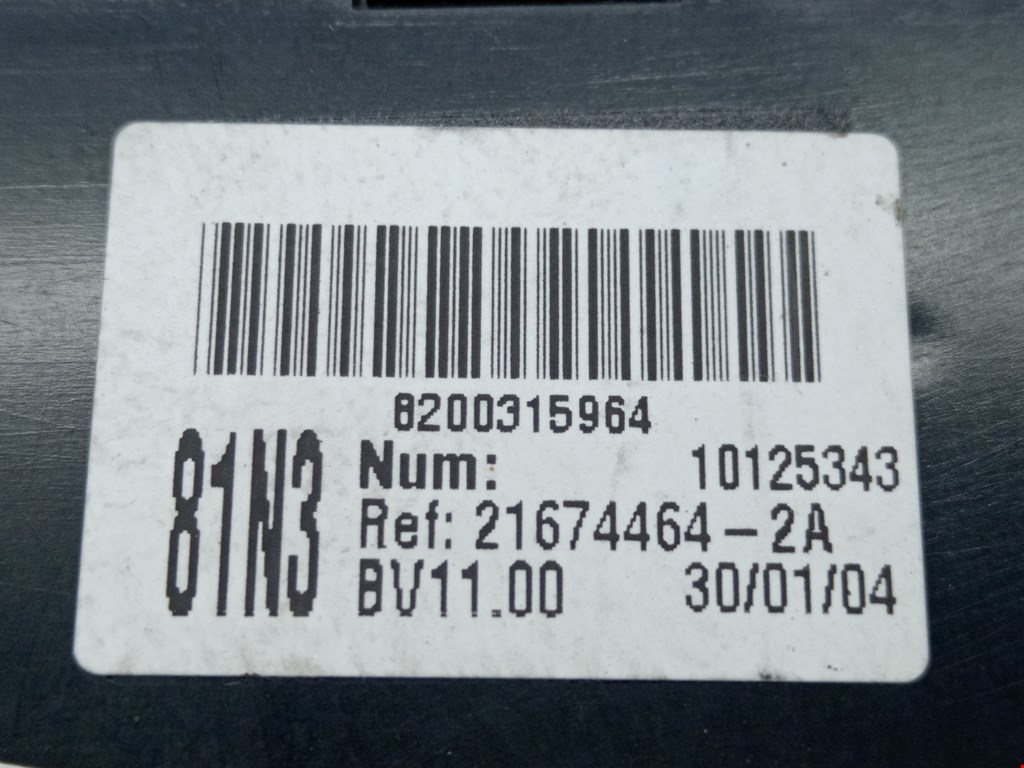 8200315964
81N3
Num: 10125343
Ref: 21674464-2A
BV11.00 30/01/04